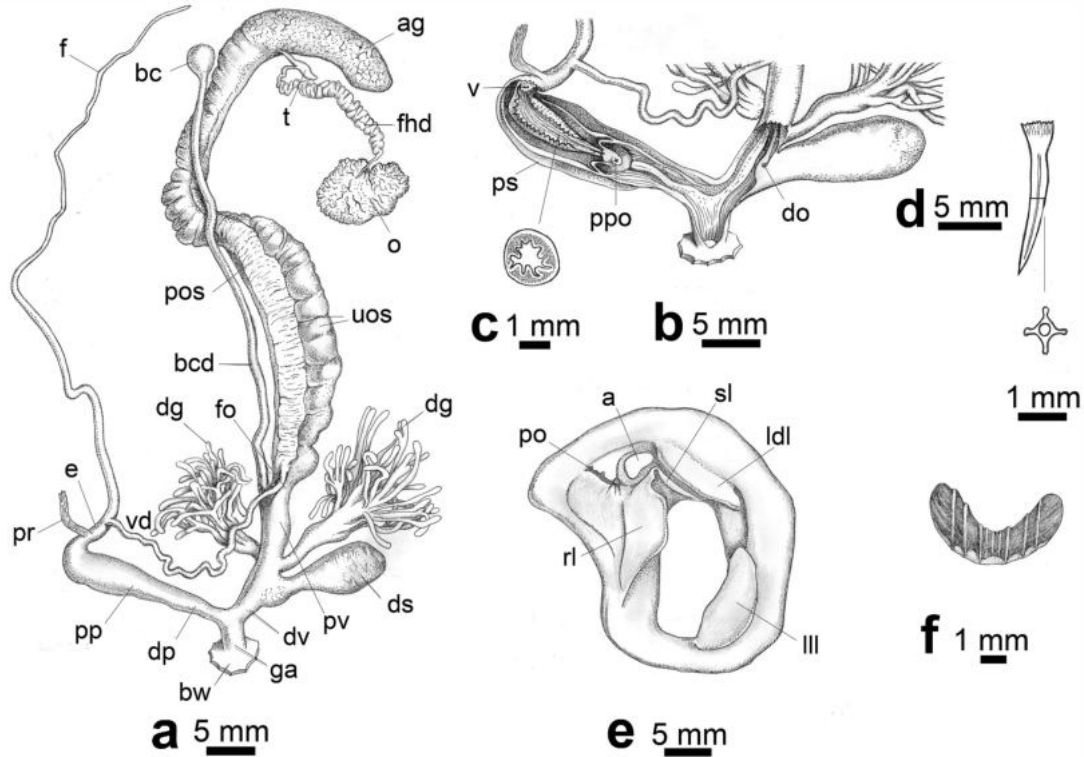 f
bc
ag
t
fhd
o
pos
uos
bcd
dg
fo
dg
e
pr
vd
pp
dp
bw
ga
dv
pv
ds
a 5 mm
v
ps
ppo
do
c 1 mm
b 5 mm
d 5 mm
1 mm
a
sl
po
ldl
rl
lll
e 5 mm
f 1 mm